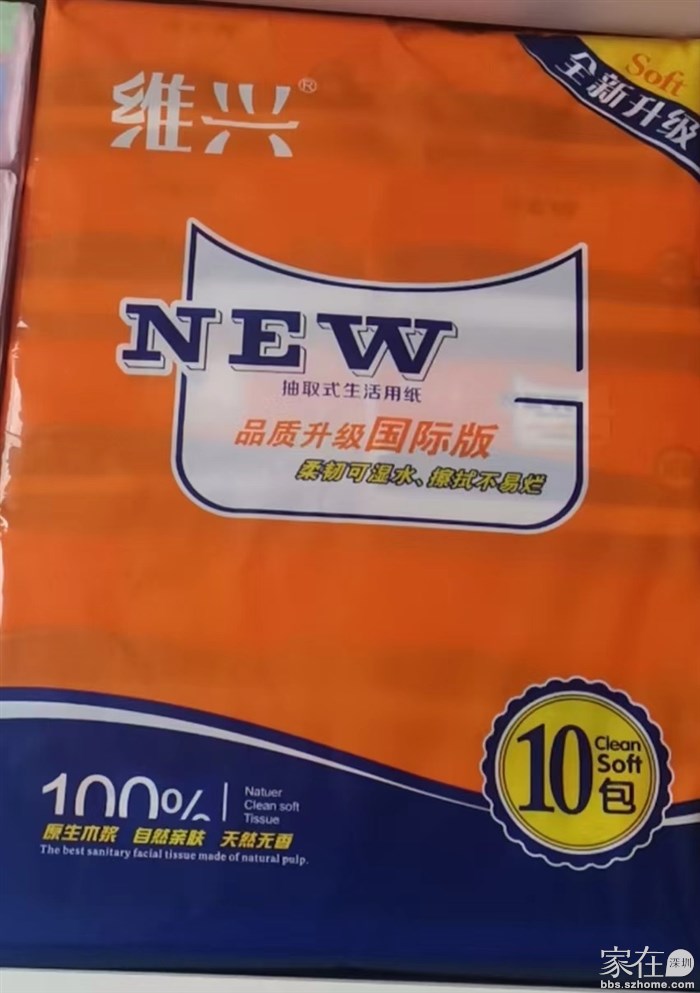 维兴®
Soft
全新升级
NEW
抽取式生活用纸
品质升级国际版
柔韧可湿水、擦拭不易烂
10包
Clean
Soft
100%
Natuer
Clean soft
Tissue
原生木浆 自然亲肤 天然无香
The best sanitary facial tissue made of natural pulp.
家在深圳
bbs.szhome.com